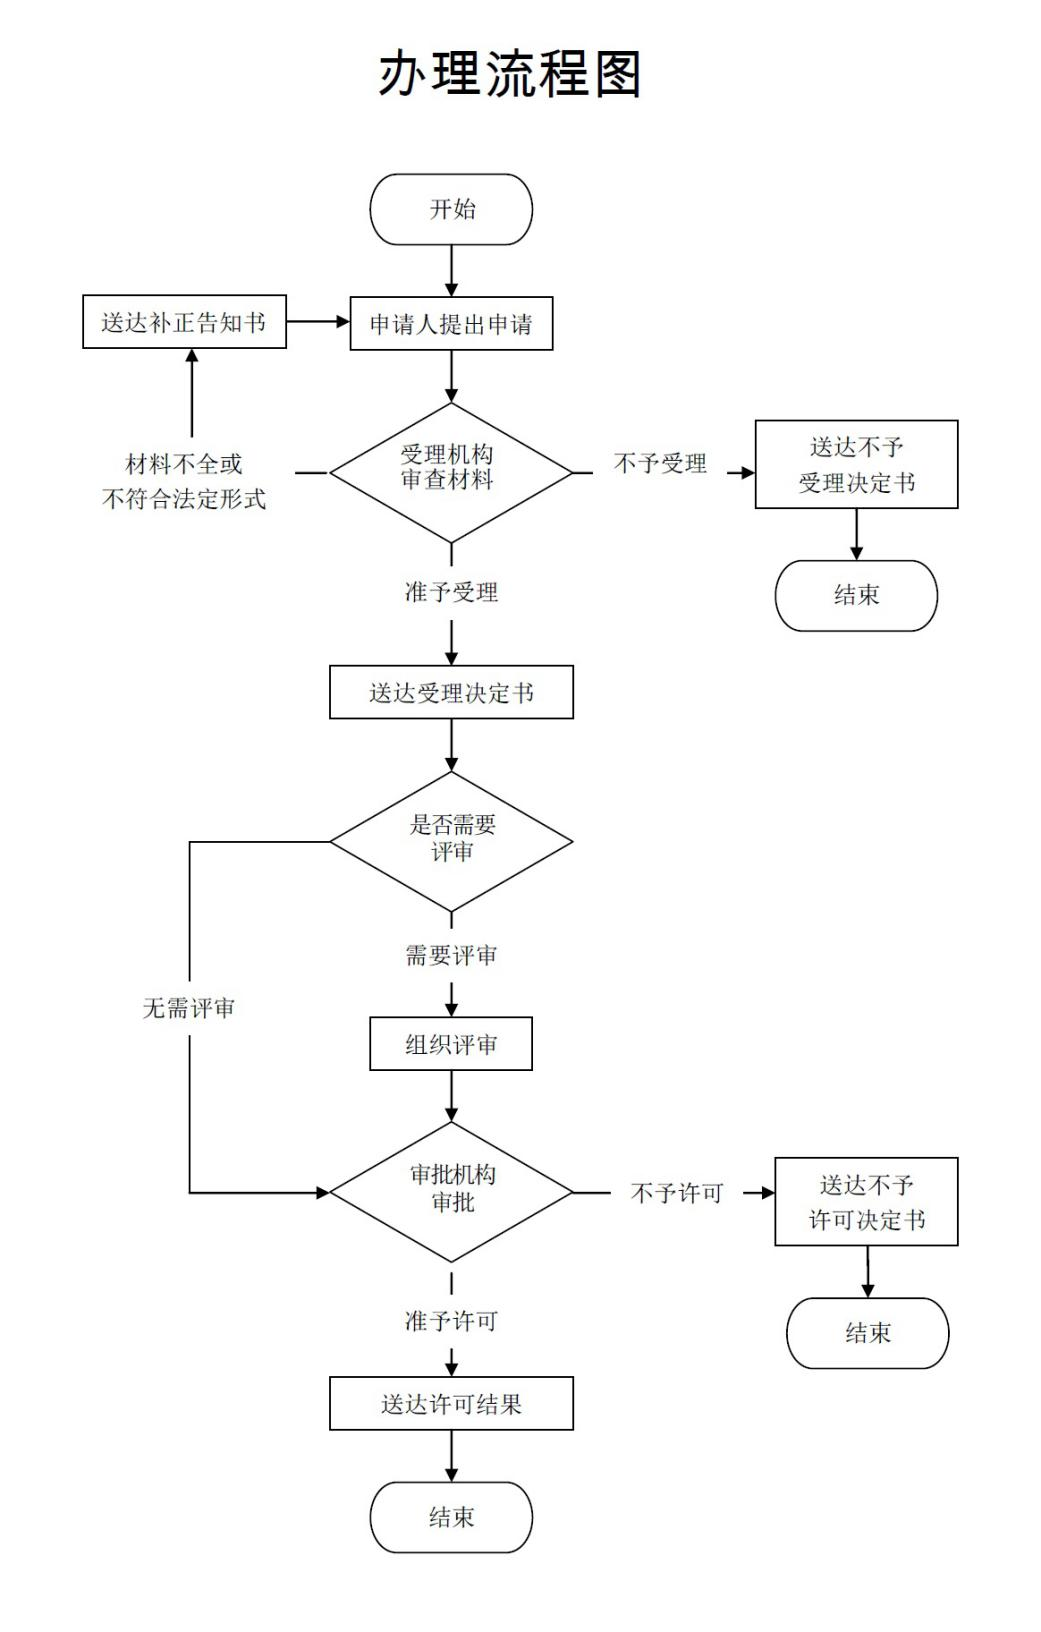 办理流程图
开始
送达补正告知书
申请人提出申请
材料不全或
不符合法定形式
受理机构
审查材料
不予受理
送达不予
受理决定书
结束
准予受理
送达受理决定书
是否需要
评审
需要评审
无需评审
组织评审
审批机构
审批
不予许可
送达不予
许可决定书
结束
准予许可
送达许可结果
结束